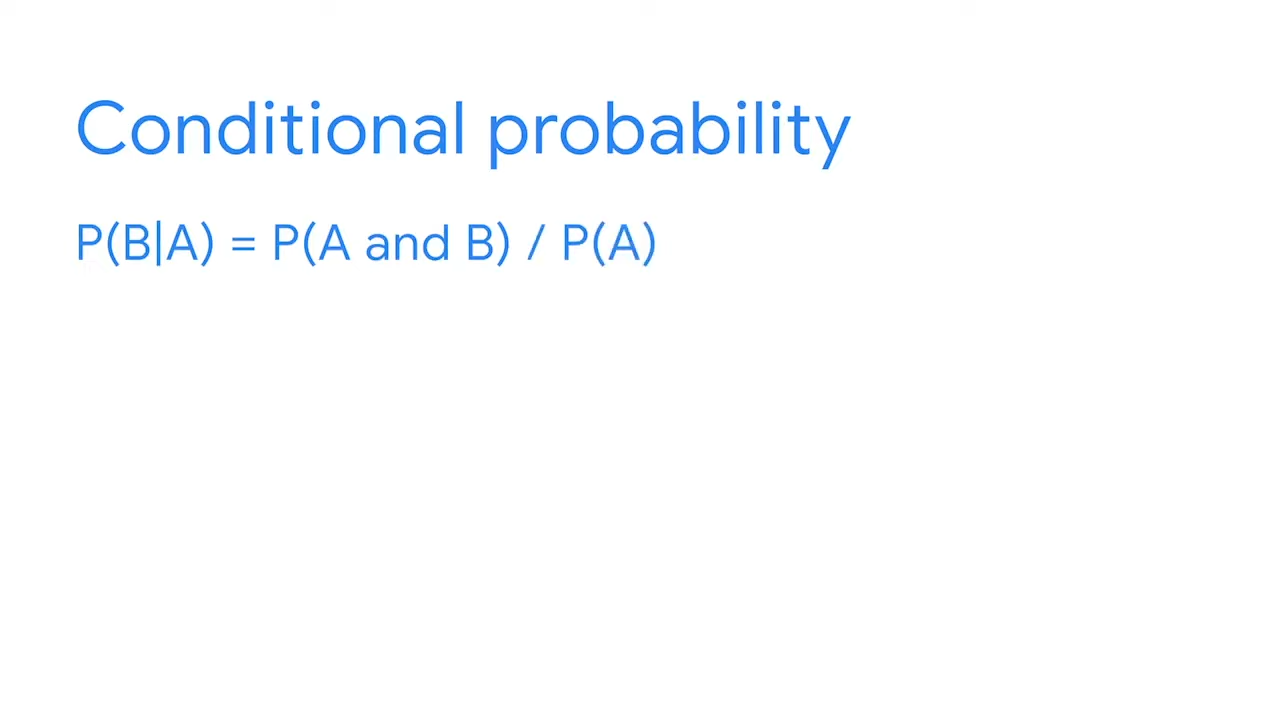 Conditional probability
P(B|A) = P(A and B) / P(A)